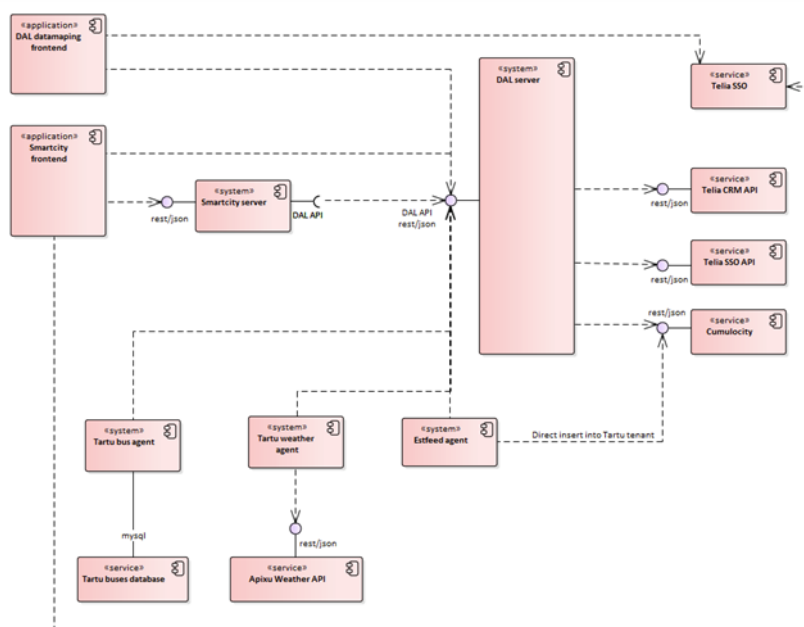 «application»
DAL datamaping
frontend
«system»
DAL server
«service»
Telia SSO
«application»
Smartcity
frontend
rest/json
«system»
Smartcity server
DAL API
DAL API
rest/json
«service»
Telia CRM API
rest/json
«service»
Telia SSO API
rest/json
rest/json
«service»
Cumulocity
«system»
Tartu bus agent
«system»
Tartu weather
agent
«system»
Estfeed agent
Direct insert into Tartu tenant
mysql
rest/json
«service»
Tartu buses database
«service»
Apixu Weather API